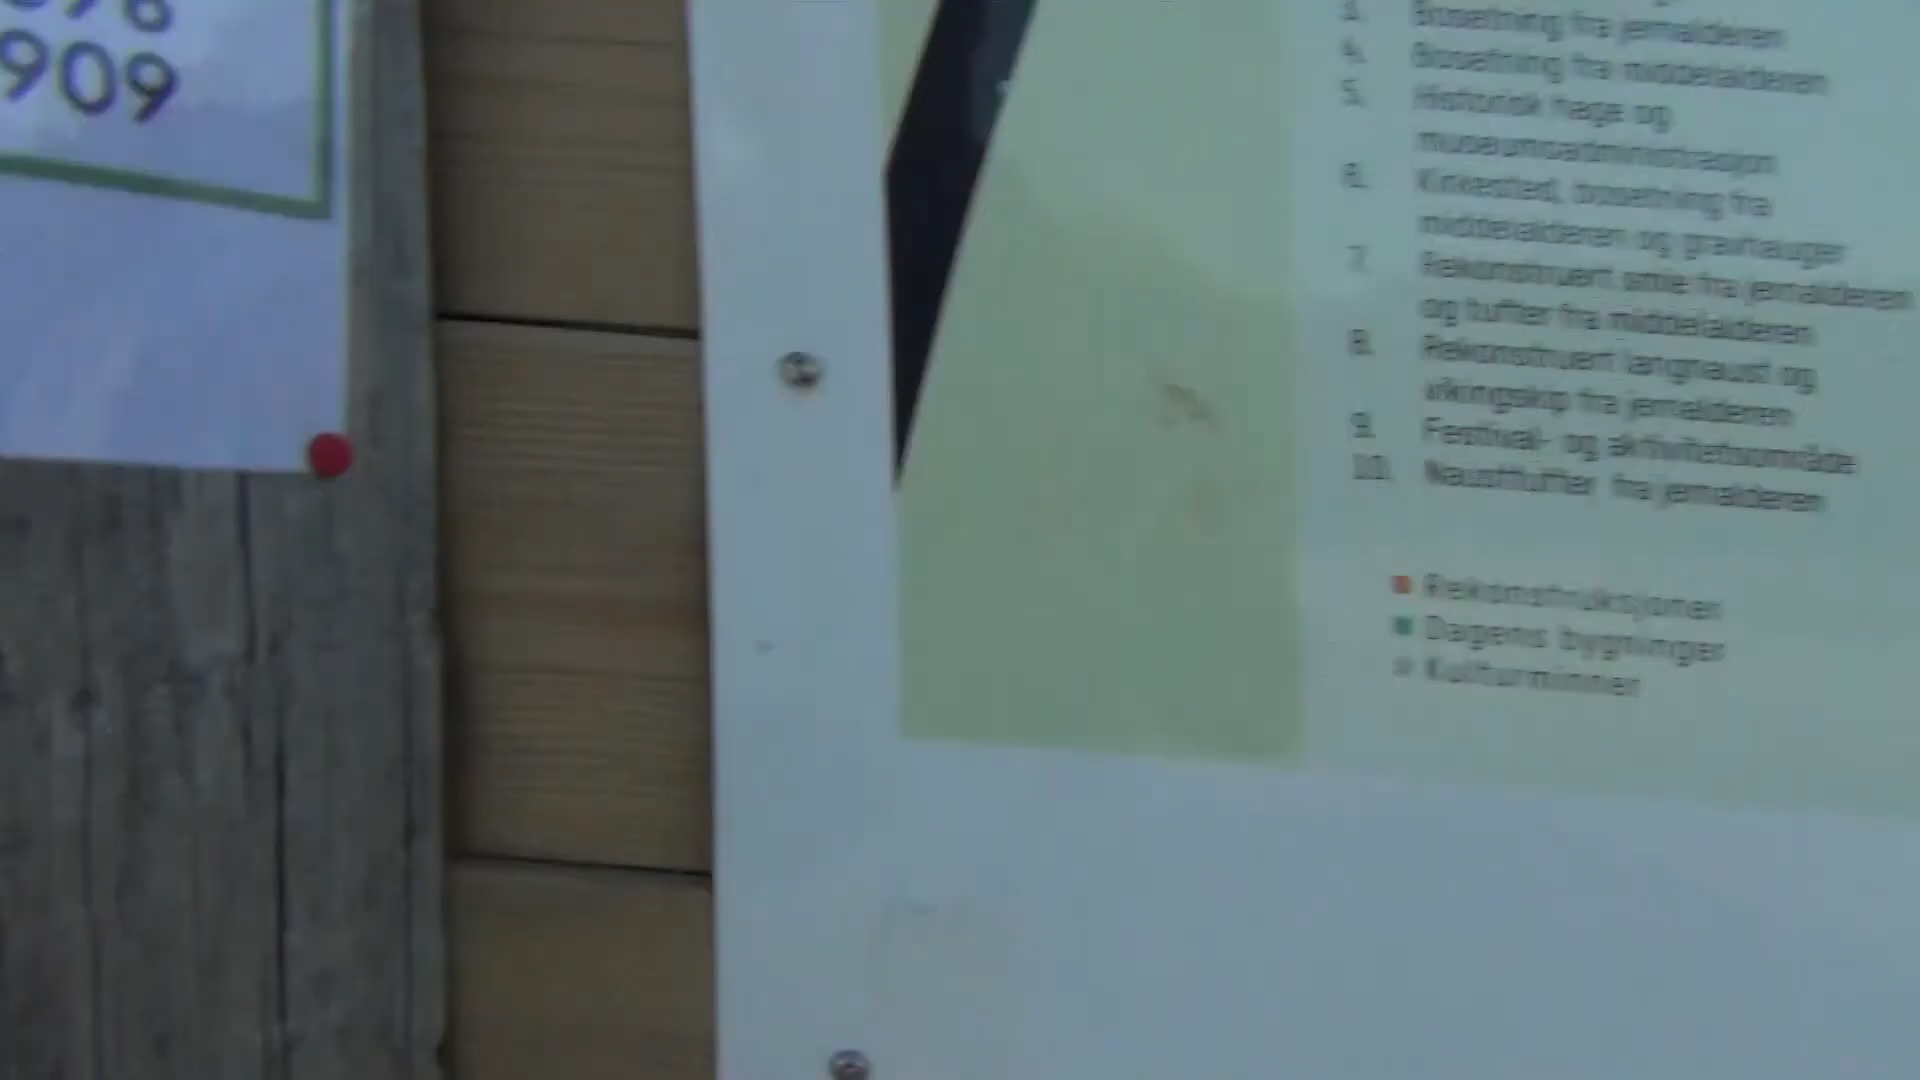 909
3. Bosetning fra jernalderen
4. Bosetning fra middelalderen
5. Historisk hage og
museumsadministrasjon
6. Kirkested, bosetning fra
middelalderen og gravhauger
7. Rekonstruert smie fra jernalderen
og tufter fra middelalderen
8. Rekonstruert langnaust og
vikingskip fra jernalderen
9. Festival- og aktivitetsområde
10. Nausttufter fra jernalderen
Rekonstruksjoner
Dagens bygninger
Kulturminner